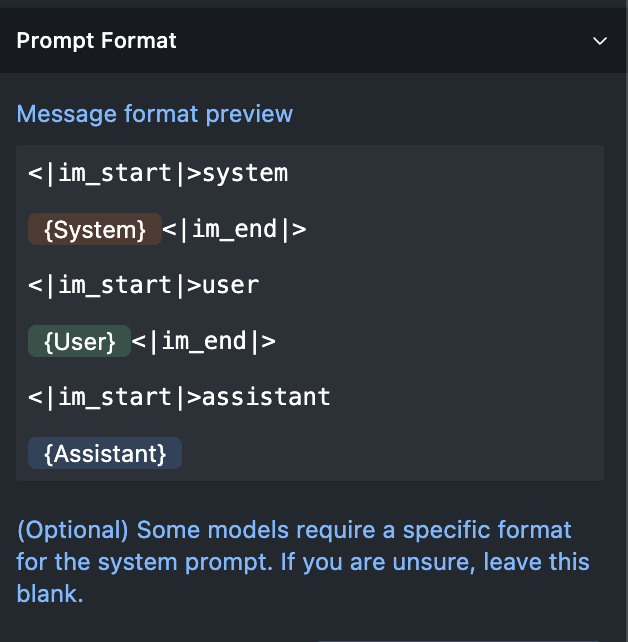 Prompt Format
Message format preview
<|im_start|>system
{System} <|im_end|>
<|im_start|>user
{User} <|im_end|>
<|im_start|>assistant
{Assistant}
(Optional) Some models require a specific format
for the system prompt. If you are unsure, leave this
blank.